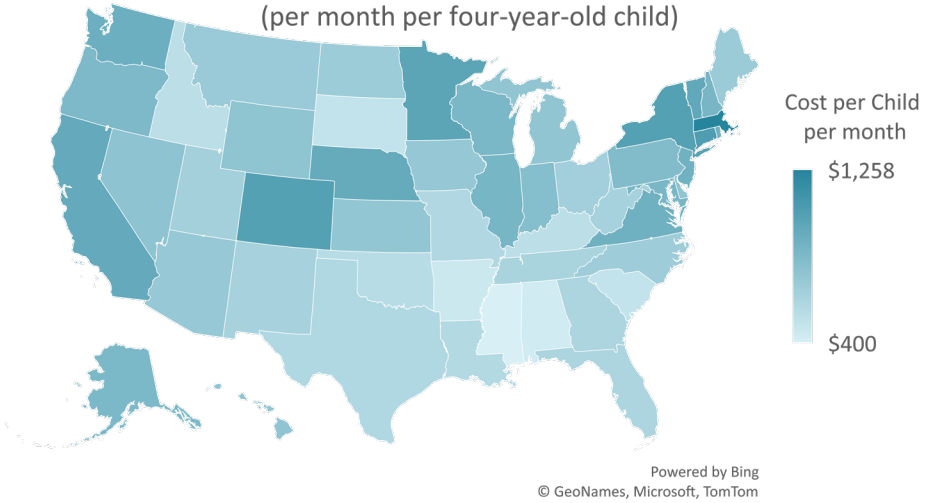 (per month per four-year-old child)
Cost per Child
per month
$1,258
$400
Powered by Bing
© GeoNames, Microsoft, TomTom